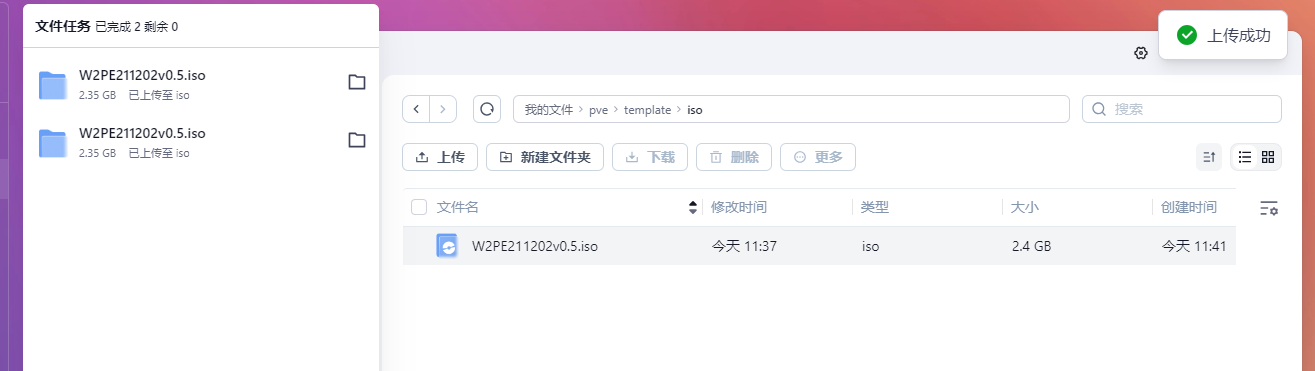 文件任务 已完成 2 剩余 0
W2PE211202v0.5.iso
2.35 GB 已上传至 iso
W2PE211202v0.5.iso
2.35 GB 已上传至 iso
上传成功
我的文件 > pve > template > iso
搜索
上传 新建文件夹 下载 删除 更多
文件名 修改时间 类型 大小 创建时间
W2PE211202v0.5.iso 今天 11:37 iso 2.4 GB 今天 11:41